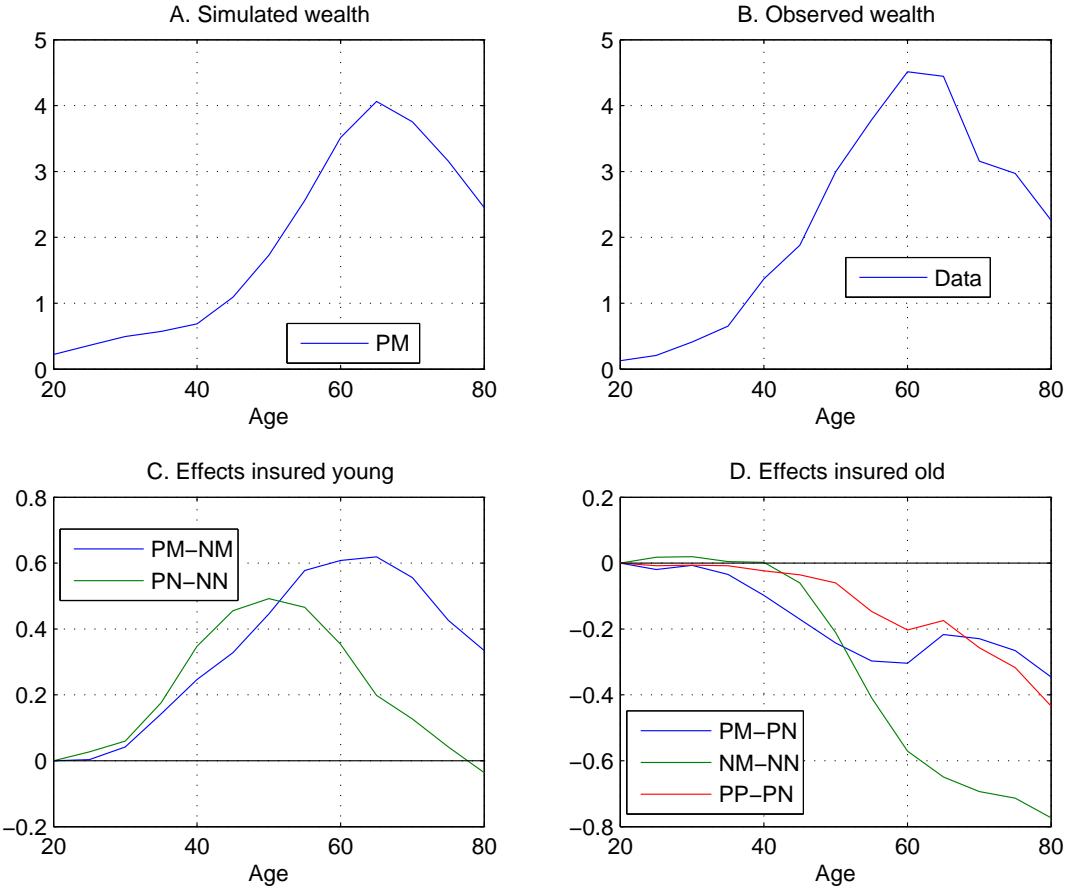 A. Simulated wealth
5
4
3
2
1
0
20
40
60
80
Age
PM
B. Observed wealth
5
4
3
2
1
0
20
40
60
80
Age
Data
C. Effects insured young
0.8
0.6
0.4
0.2
0
−0.2
20
40
60
80
Age
PM−NM
PN−NN
D. Effects insured old
0.2
0
−0.2
−0.4
−0.6
−0.8
20
40
60
80
Age
PM−PN
NM−NN
PP−PN